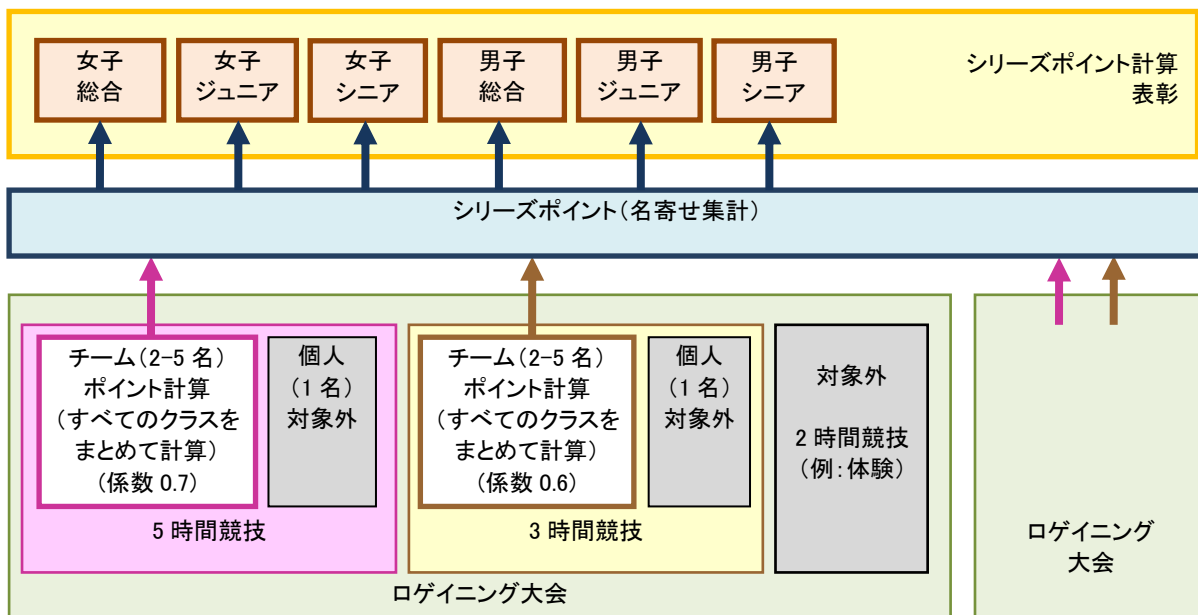 女子
総合
女子
ジュニア
女子
シニア
男子
総合
男子
ジュニア
男子
シニア
シリーズポイント計算
表彰
シリーズポイント（名寄せ集計）
チーム（2-5 名）
ポイント計算
（すべてのクラスを
まとめて計算）
（係数 0.7）
個人
（1 名）
対象外
5 時間競技
チーム（2-5 名）
ポイント計算
（すべてのクラスを
まとめて計算）
（係数 0.6）
個人
（1 名）
対象外
3 時間競技
対象外
2 時間競技
（例：体験）
ロゲイニング大会
ロゲイニング
大会